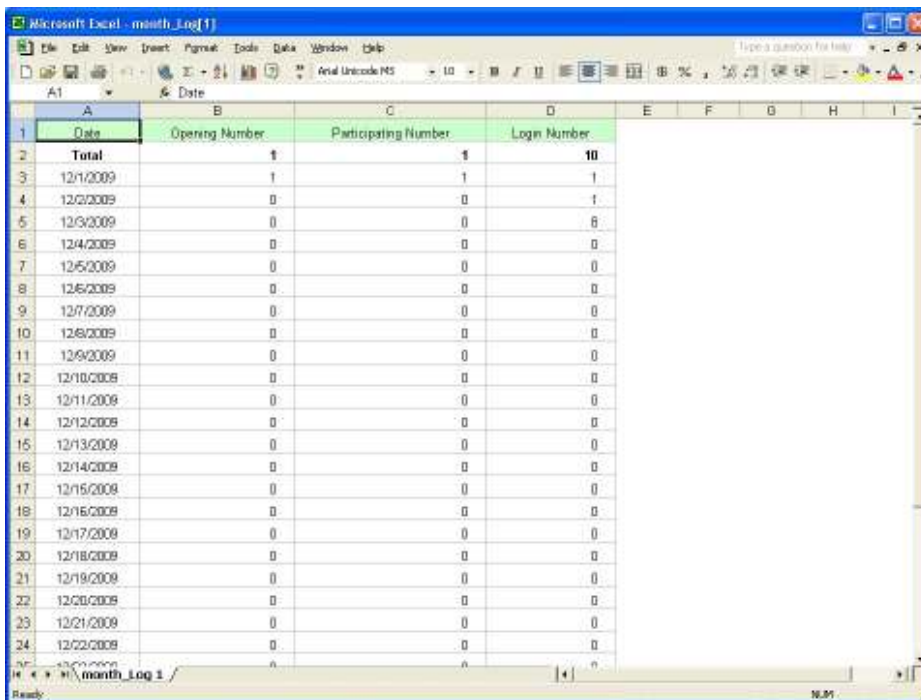 Microsoft Excel - month_Log[1]
File Edit View Insert Format Tools Data Window Help Type a question for help
Arial Unicode MS 10 B I U
A1 fx Date
A B C D E F G H I
1 Date Opening Number Participating Number Login Number
2 Total 1 1 10
3 12/1/2009 1 1 1
4 12/2/2009 0 0 1
5 12/3/2009 0 0 8
6 12/4/2009 0 0 0
7 12/5/2009 0 0 0
8 12/6/2009 0 0 0
9 12/7/2009 0 0 0
10 12/8/2009 0 0 0
11 12/9/2009 0 0 0
12 12/10/2009 0 0 0
13 12/11/2009 0 0 0
14 12/12/2009 0 0 0
15 12/13/2009 0 0 0
16 12/14/2009 0 0 0
17 12/15/2009 0 0 0
18 12/16/2009 0 0 0
19 12/17/2009 0 0 0
20 12/18/2009 0 0 0
21 12/19/2009 0 0 0
22 12/20/2009 0 0 0
23 12/21/2009 0 0 0
24 12/22/2009 0 0 0
month_Log 1
Ready NUM